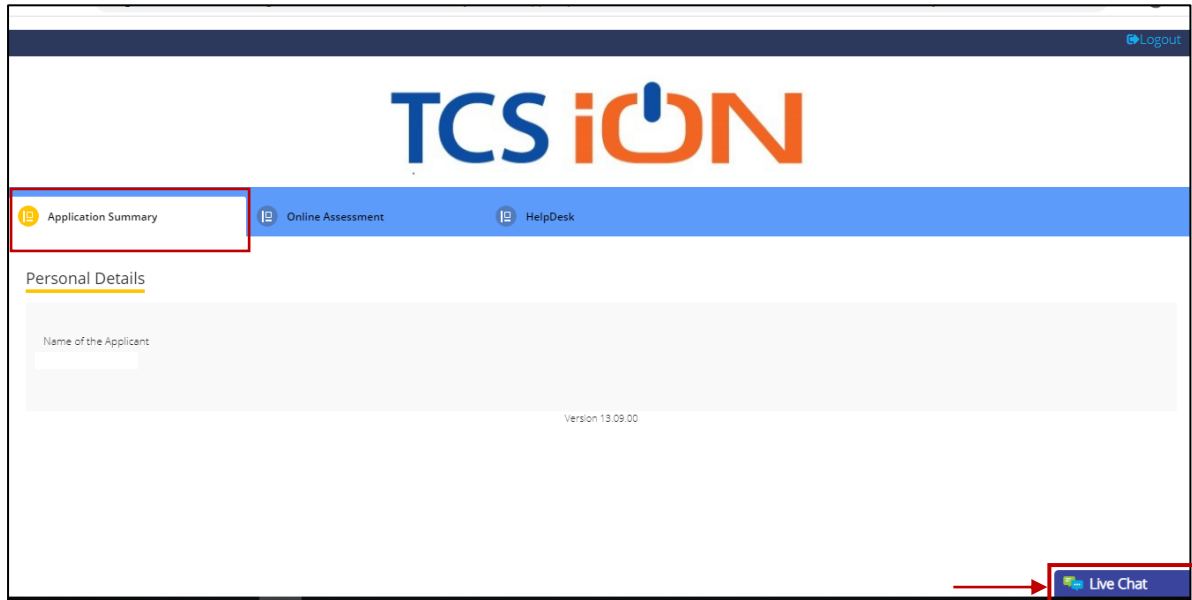 Logout
TCS iON
Application Summary
Online Assessment
HelpDesk
Personal Details
Name of the Applicant
Version 13.09.00
Live Chat